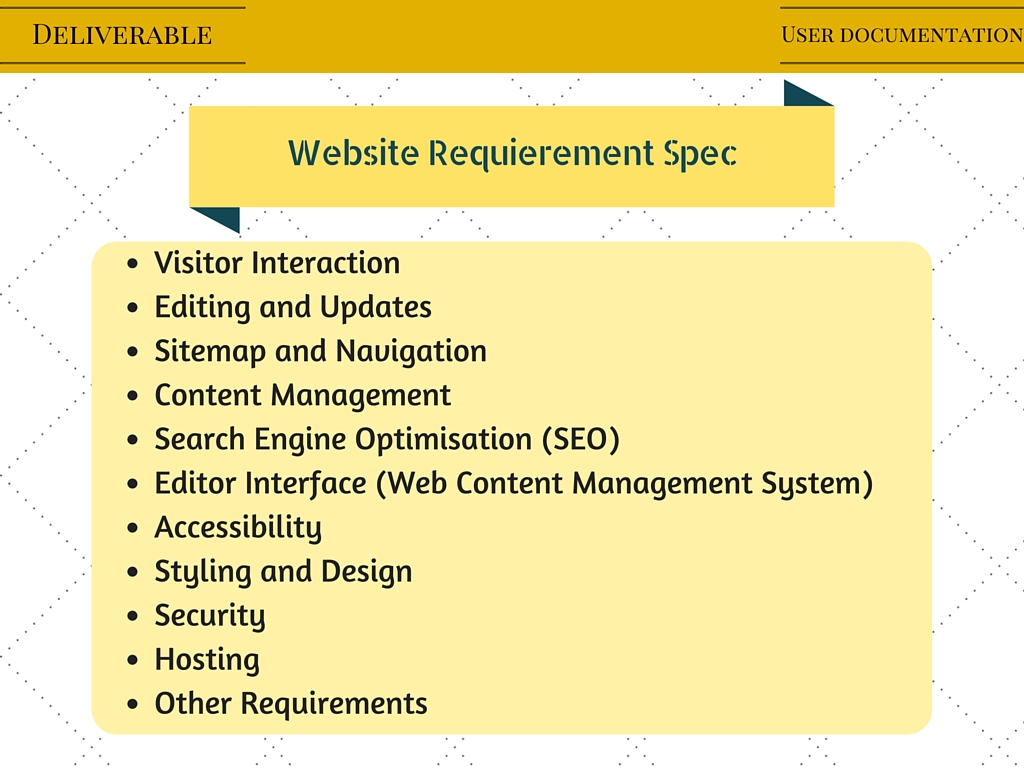 Deliverable
User documentation
Website Requierement Spec
• Visitor Interaction
• Editing and Updates
• Sitemap and Navigation
• Content Management
• Search Engine Optimisation (SEO)
• Editor Interface (Web Content Management System)
• Accessibility
• Styling and Design
• Security
• Hosting
• Other Requirements